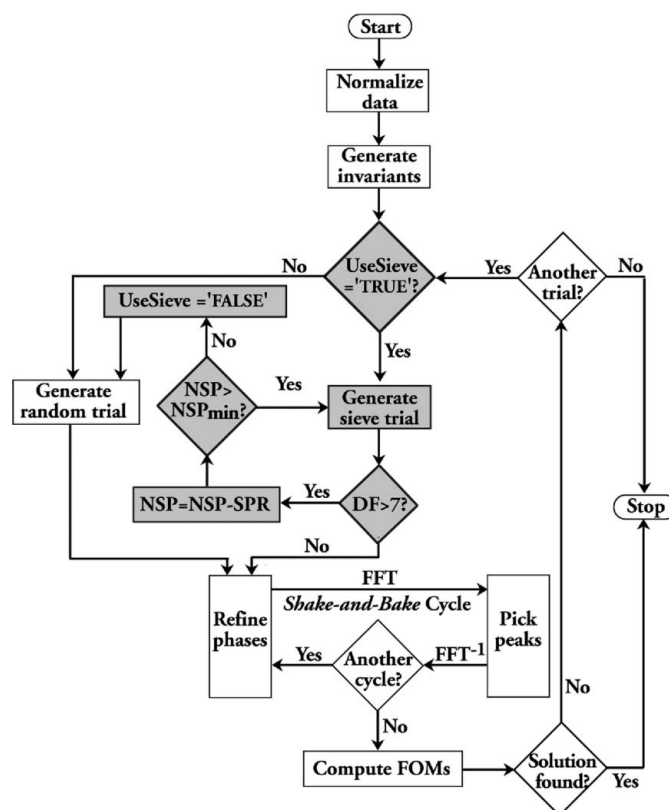 Start
Normalize
data
Generate
invariants
No
UseSieve
='TRUE'?
Yes
Another
trial?
No
UseSieve ='FALSE'
No
Yes
Generate
random trial
NSP>
NSPmin?
Yes
Generate
sieve trial
NSP=NSP-SPR
Yes
DF>7?
Stop
No
FFT
Shake-and-Bake Cycle
Refine
phases
Pick
peaks
Yes
Another
cycle?
FFT-1
No
No
Compute FOMs
Solution
found?
Yes